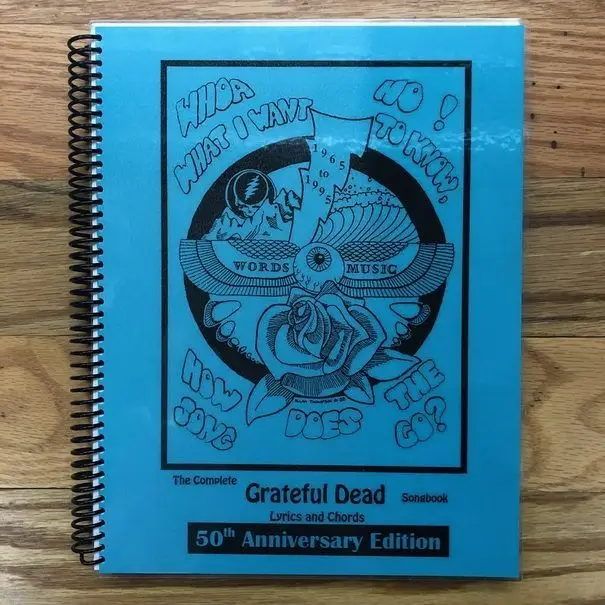 WHOA HO !
WHAT I WANT TO KNOW,
1965
to
1995
WORDS MUSIC
HOW DOES THE
SONG GO?
The Complete
Grateful Dead Songbook
Lyrics and Chords
50th Anniversary Edition